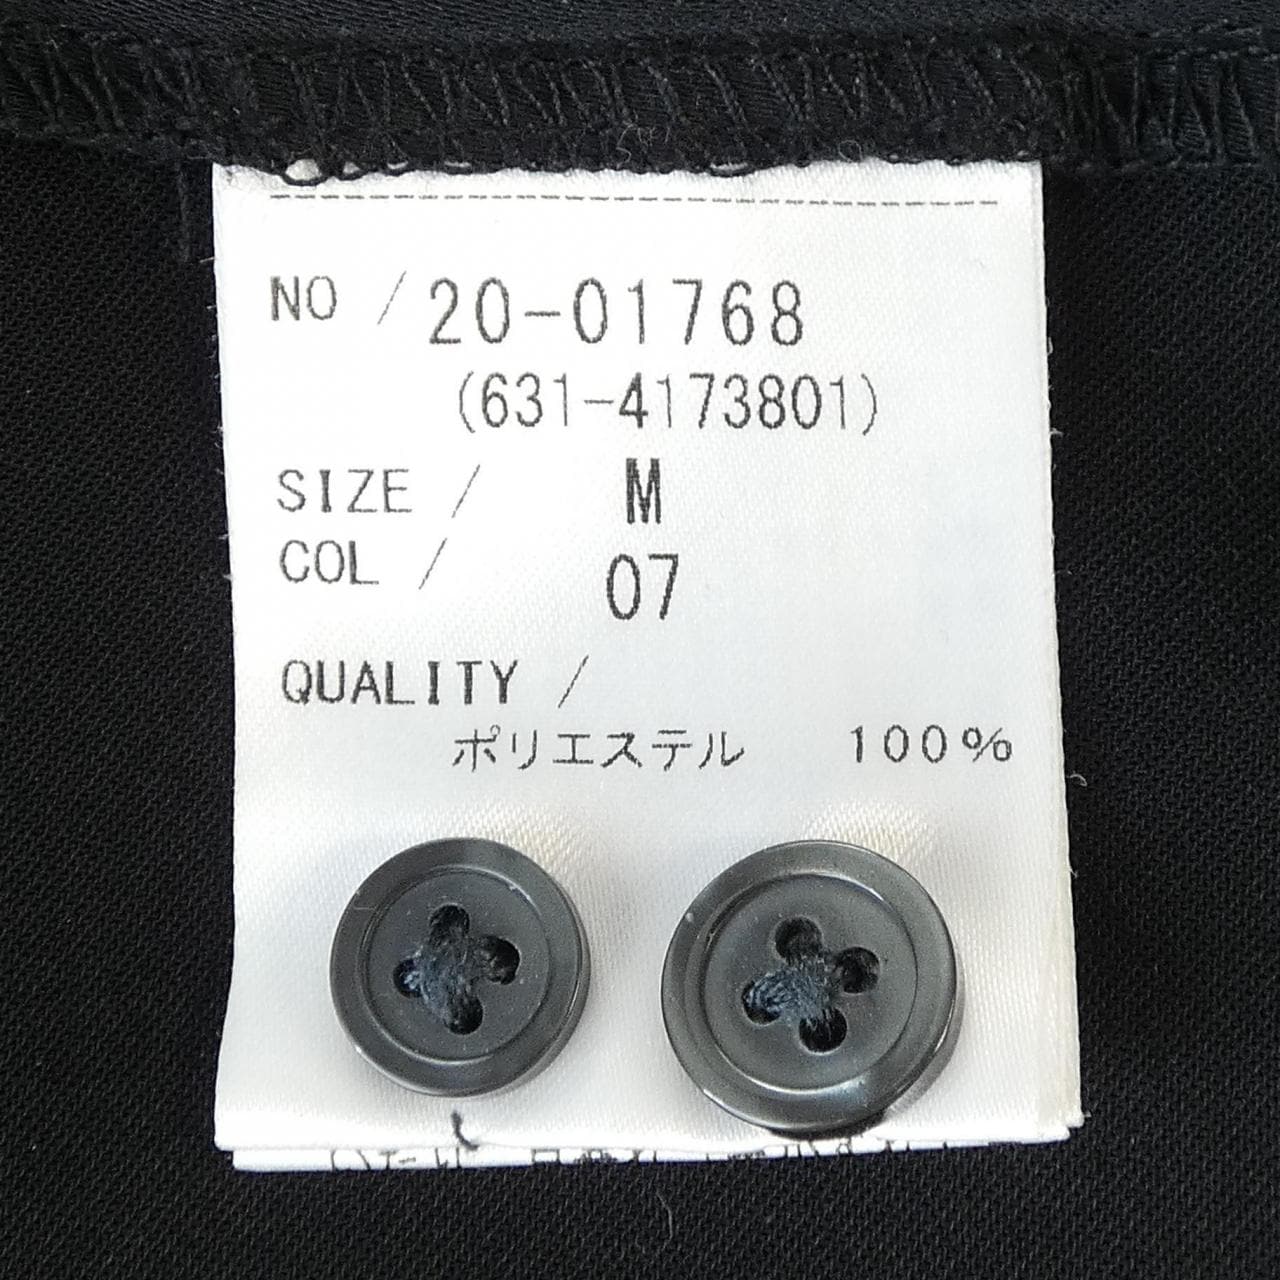 NO / 20-01768
(631-4173801)
SIZE / M
COL / 07
QUALITY /
ポリエステル 100%